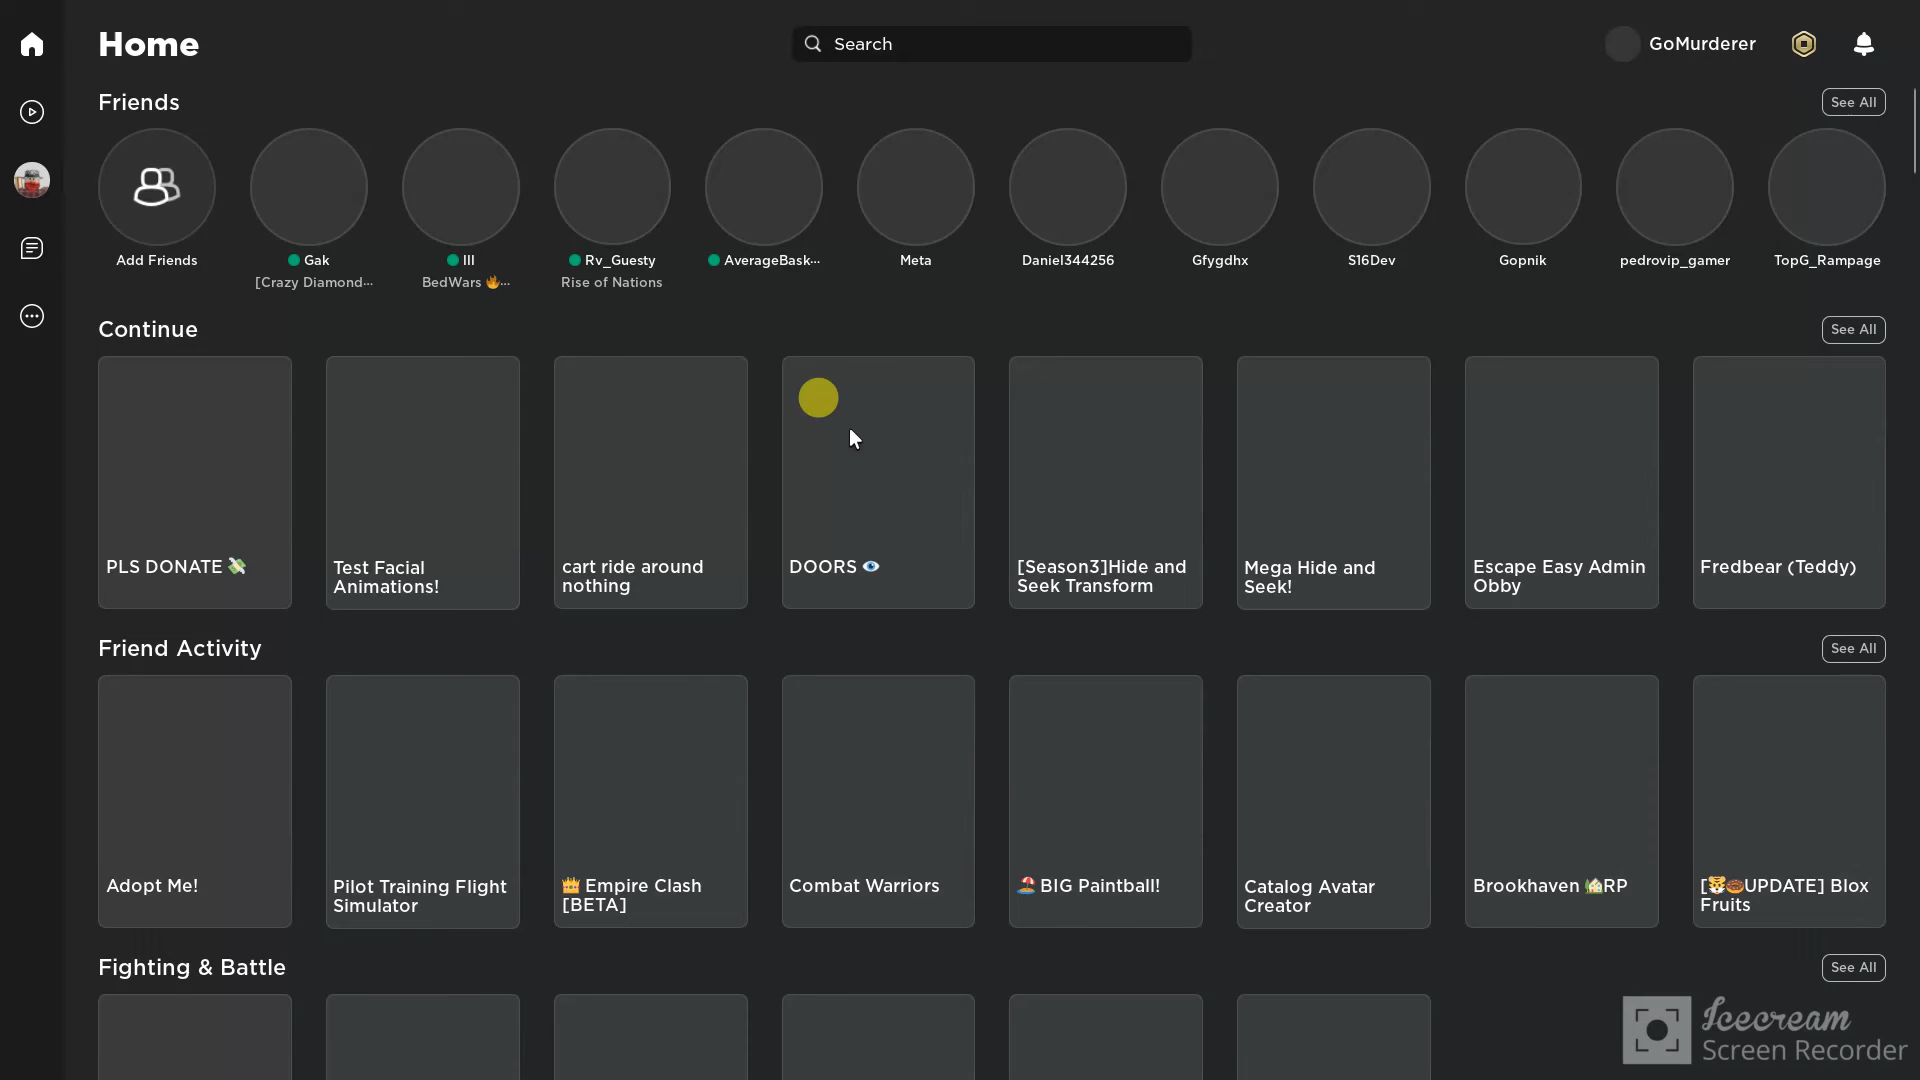 Home
Search
GoMurderer
Friends
See All
Add Friends
Gak
[Crazy Diamond...
III
BedWars 🔥...
Rv_Guesty
Rise of Nations
AverageBask...
Meta
Daniel344256
Gfygdhx
S16Dev
Gopnik
pedrovip_gamer
TopG_Rampage
Continue
See All
PLS DONATE 💸
Test Facial
Animations!
cart ride around
nothing
DOORS 👁️
[Season3]Hide and
Seek Transform
Mega Hide and
Seek!
Escape Easy Admin
Obby
Fredbear (Teddy)
Friend Activity
See All
Adopt Me!
Pilot Training Flight
Simulator
👑 Empire Clash
[BETA]
Combat Warriors
🏖️ BIG Paintball!
Catalog Avatar
Creator
Brookhaven 🏡RP
[🐯🍩UPDATE] Blox
Fruits
Fighting & Battle
See All
Icecream
Screen Recorder